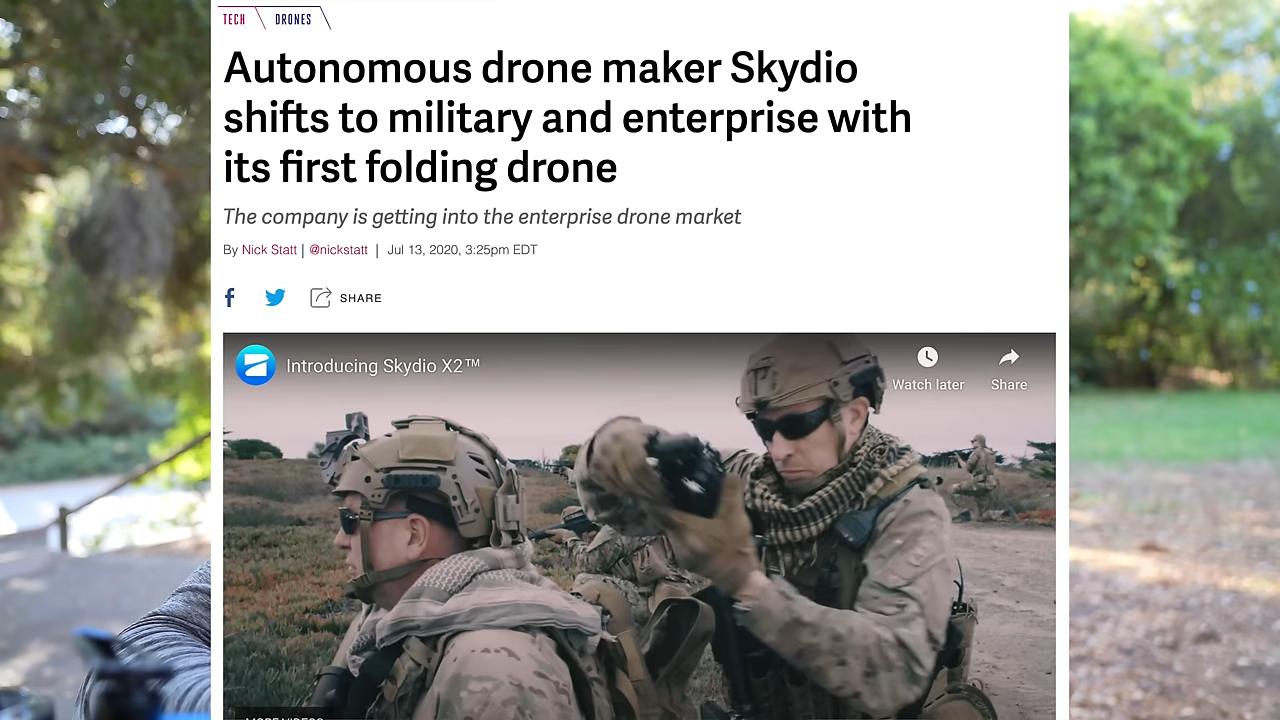 TECH DRONES
Autonomous drone maker Skydio
shifts to military and enterprise with
its first folding drone
The company is getting into the enterprise drone market
By Nick Statt | @nickstatt | Jul 13, 2020, 3:25pm EDT
SHARE
Introducing Skydio X2™
Watch later Share
MORE VIDEOS